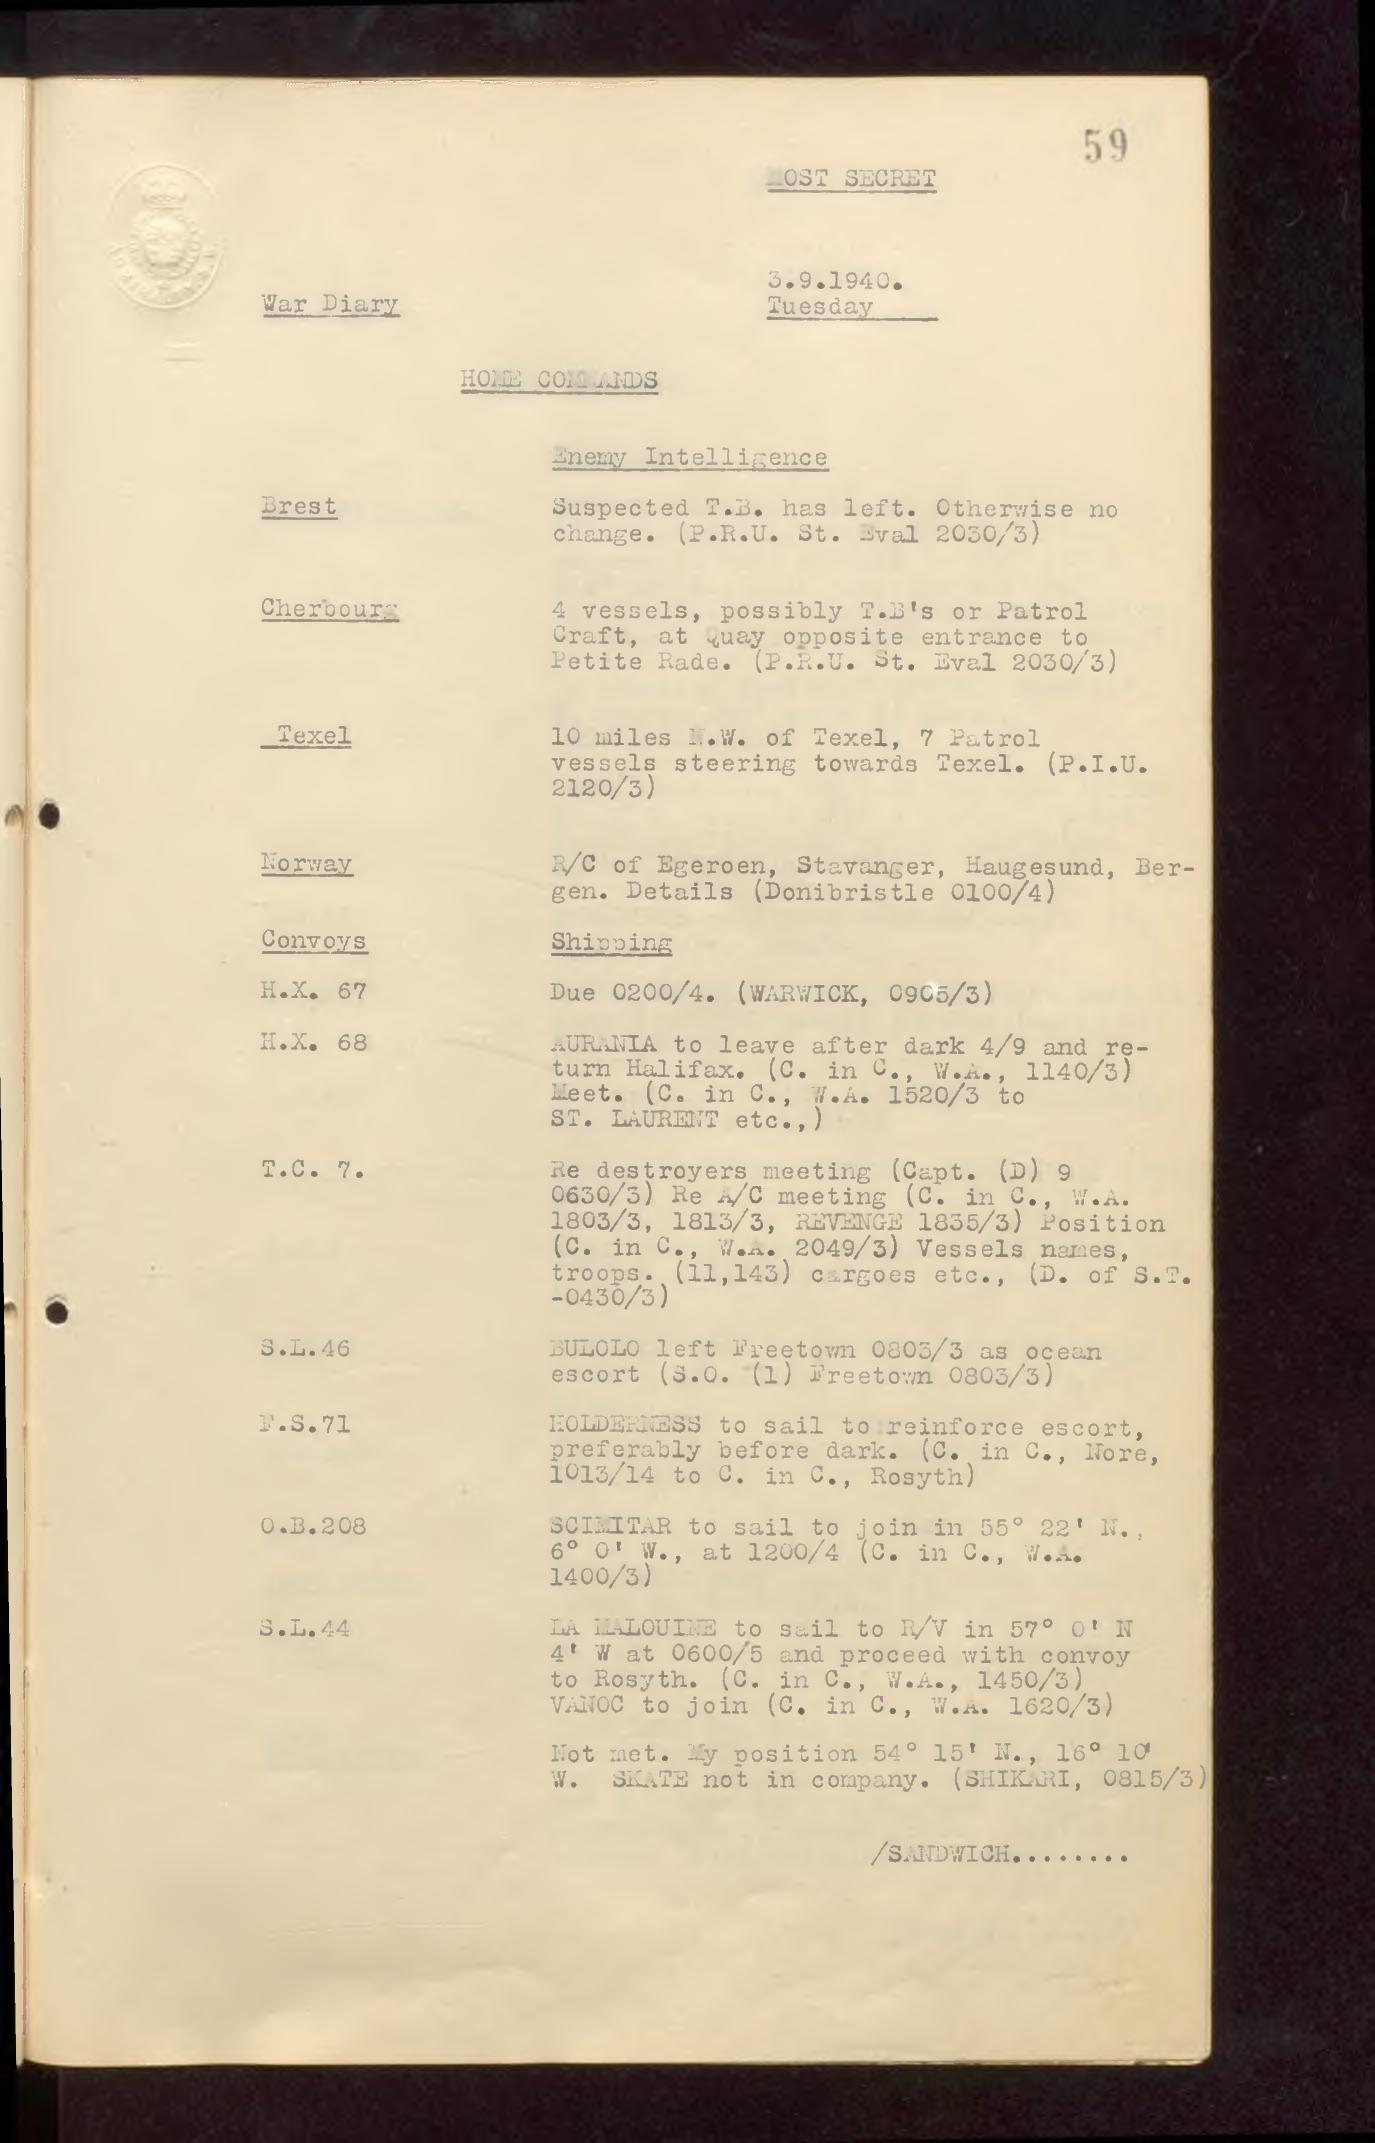 59
MOST SECRET
3.9.1940.
War Diary
Tuesday
HOME COMMANDS
Enemy Intelligence
Brest Suspected T.B. has left. Otherwise no
change. (P.R.U. St. Eval 2030/3)
Cherbourg 4 vessels, possibly T.B's or Patrol
Craft, at Quay opposite entrance to
Petite Rade. (P.R.U. St. Eval 2030/3)
Texel 10 miles N.W. of Texel, 7 Patrol
vessels steering towards Texel. (P.I.U.
2120/3)
Norway R/C of Egeroen, Stavanger, Haugesund, Ber-
gen. Details (Donibristle 0100/4)
Convoys Shipping
H.X. 67 Due 0200/4. (WARWICK, 0905/3)
H.X. 68 AURANIA to leave after dark 4/9 and re-
turn Halifax. (C. in C., W.A., 1140/3)
Meet. (C. in C., W.A. 1520/3 to
ST. LAURENT etc.,)
T.C. 7. Re destroyers meeting (Capt. (D) 9
0630/3) Re A/C meeting (C. in C., W.A.
1803/3, 1813/3, REVENGE 1835/3) Position
(C. in C., W.A. 2049/3) Vessels names,
troops. (11,143) cargoes etc., (D. of S.T.
-0430/3)
S.L.46 BULOLO left Freetown 0803/3 as ocean
escort (S.O. (1) Freetown 0803/3)
F.S.71 HOLDERNESS to sail to reinforce escort,
preferably before dark. (C. in C., Nore,
1013/14 to C. in C., Rosyth)
O.B.208 SCIMITAR to sail to join in 55° 22' N.,
6° 0' W., at 1200/4 (C. in C., W.A.
1400/3)
S.L.44 LA MALOUINE to sail to R/V in 57° 0' N
4' W at 0600/5 and proceed with convoy
to Rosyth. (C. in C., W.A., 1450/3)
VANOC to join (C. in C., W.A. 1620/3)
Not met. My position 54° 15' N., 16° 10'
W. SKATE not in company. (SHIKARI, 0815/3)
/SANDWICH........